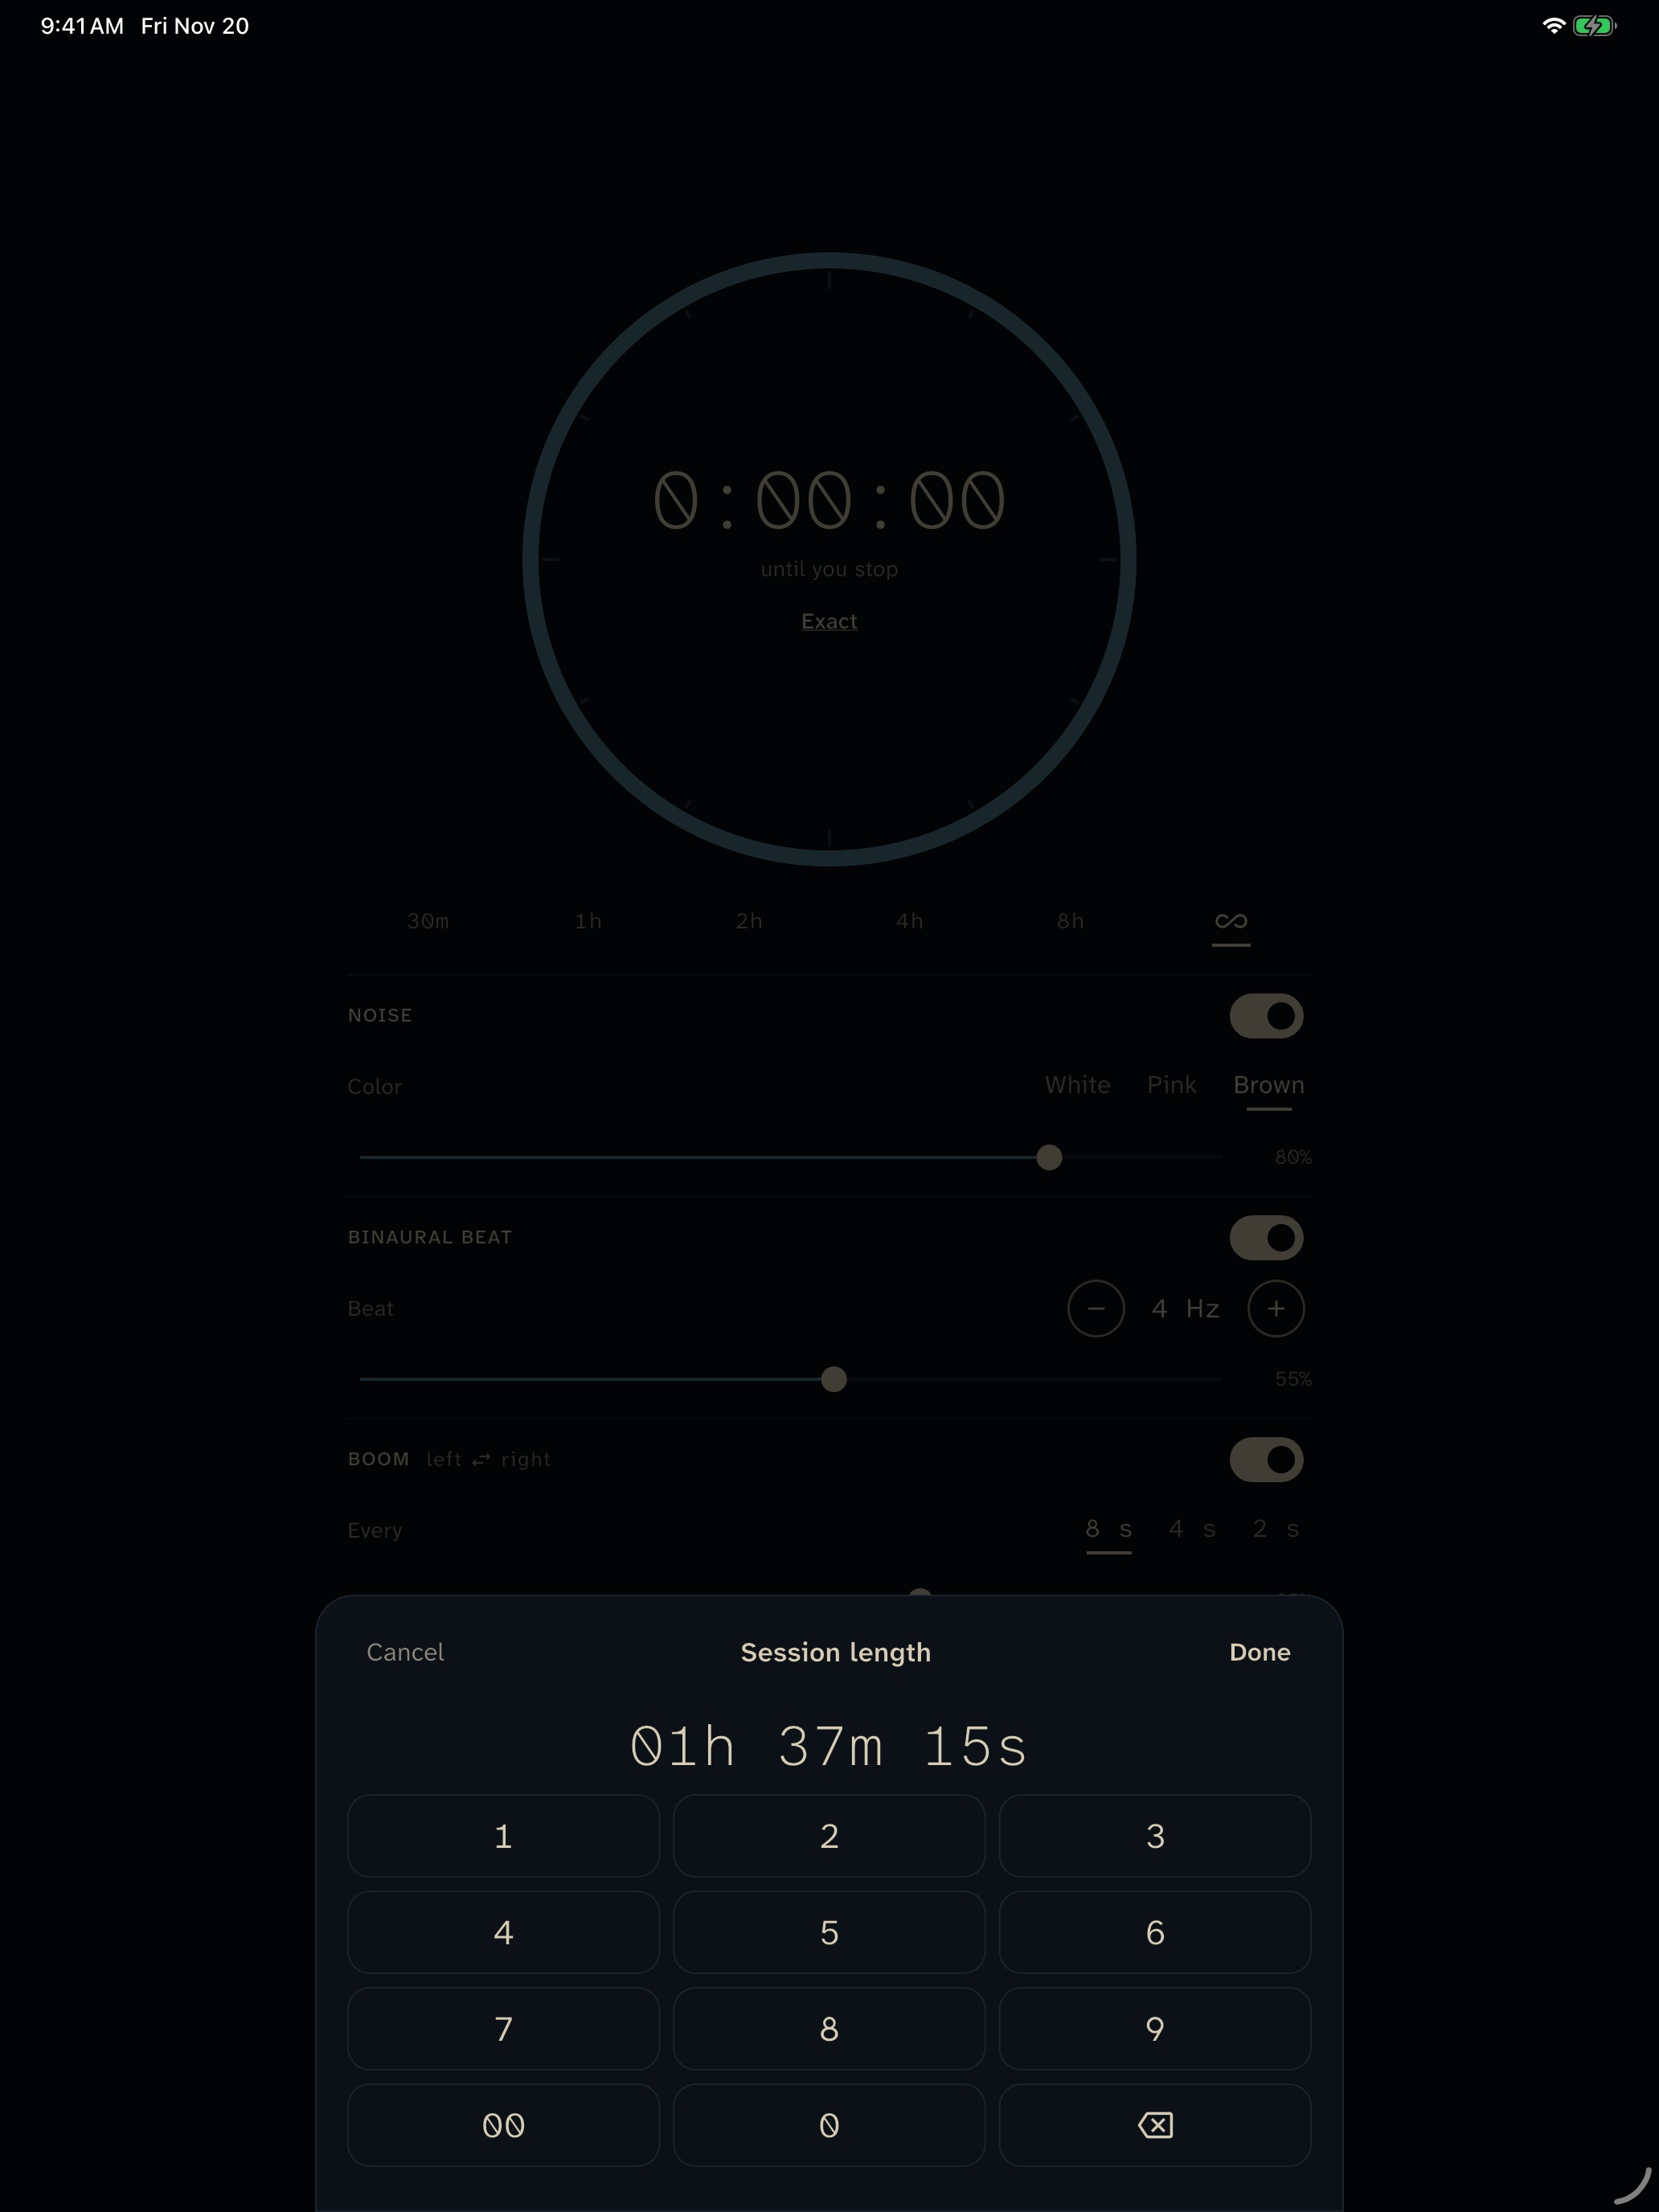 9:41 AM Fri Nov 20
0:00:00
until you stop
Exact
30m 1h 2h 4h 8h ∞
NOISE
Color White Pink Brown
80%
BINAURAL BEAT
Beat − 4 Hz +
55%
BOOM left ⇄ right
Every 8 s 4 s 2 s
Cancel Session length Done
01h 37m 15s
1 2 3
4 5 6
7 8 9
00 0